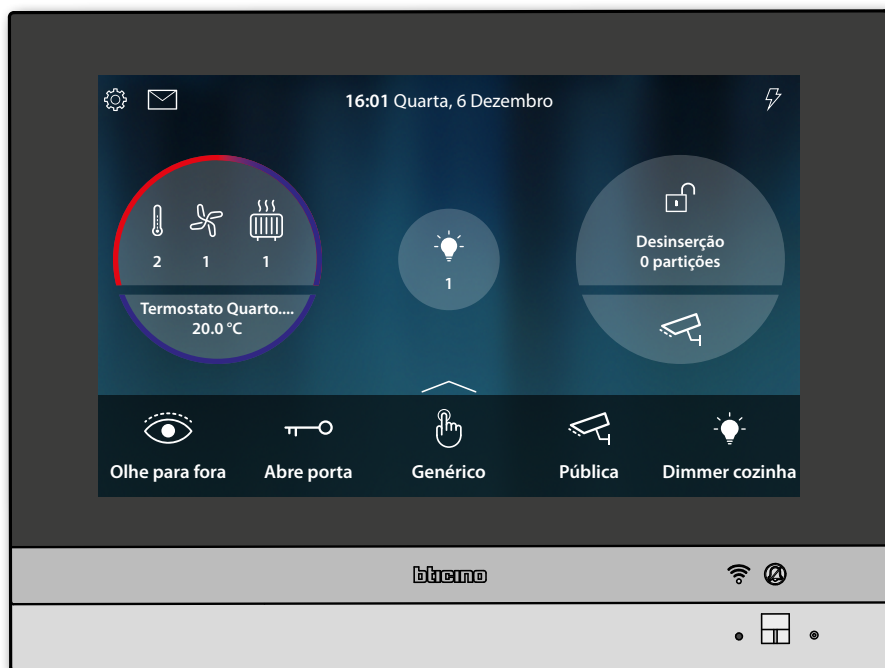 16:01 Quarta, 6 Dezembro
2 1 1
Termostato Quarto....
20.0 °C
1
Desinserção
0 partições
Olhe para fora Abre porta Genérico Pública Dimmer cozinha
bticino